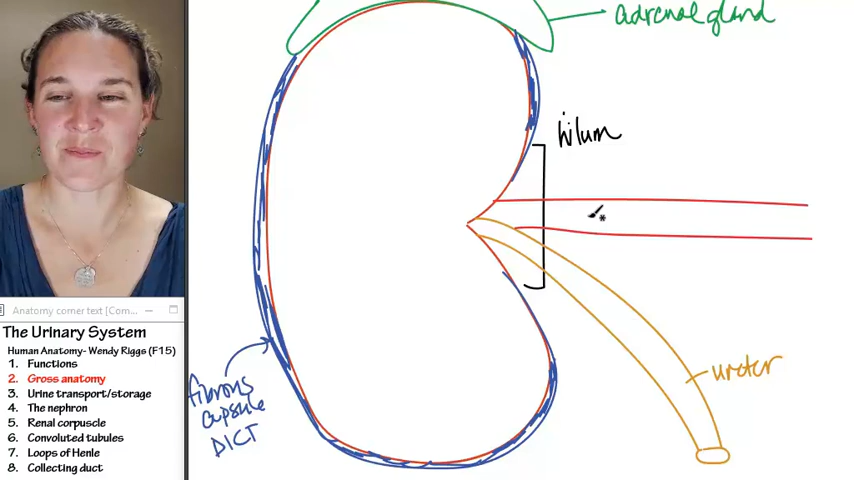 adrenal gland
hilum
ureter
fibrous
capsule
DICT
Anatomy corner text [Com...
The Urinary System
Human Anatomy- Wendy Riggs (F15)
1. Functions
2. Gross anatomy
3. Urine transport/storage
4. The nephron
5. Renal corpuscle
6. Convoluted tubules
7. Loops of Henle
8. Collecting duct